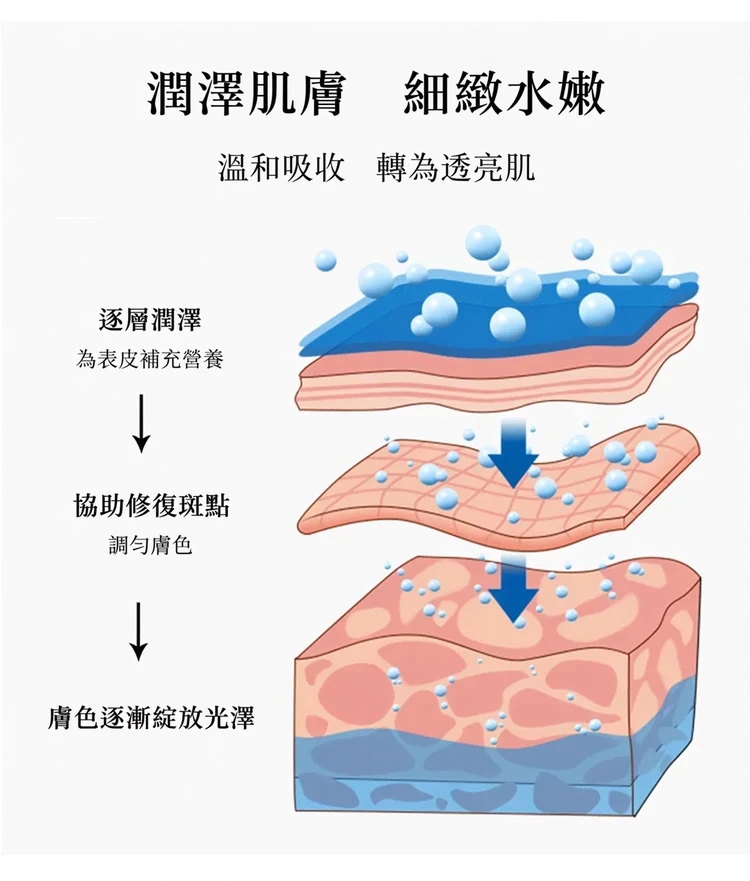 潤澤肌膚　細緻水嫩
溫和吸收　轉為透亮肌
逐層潤澤
為表皮補充營養
協助修復斑點
調勻膚色
膚色逐漸綻放光澤